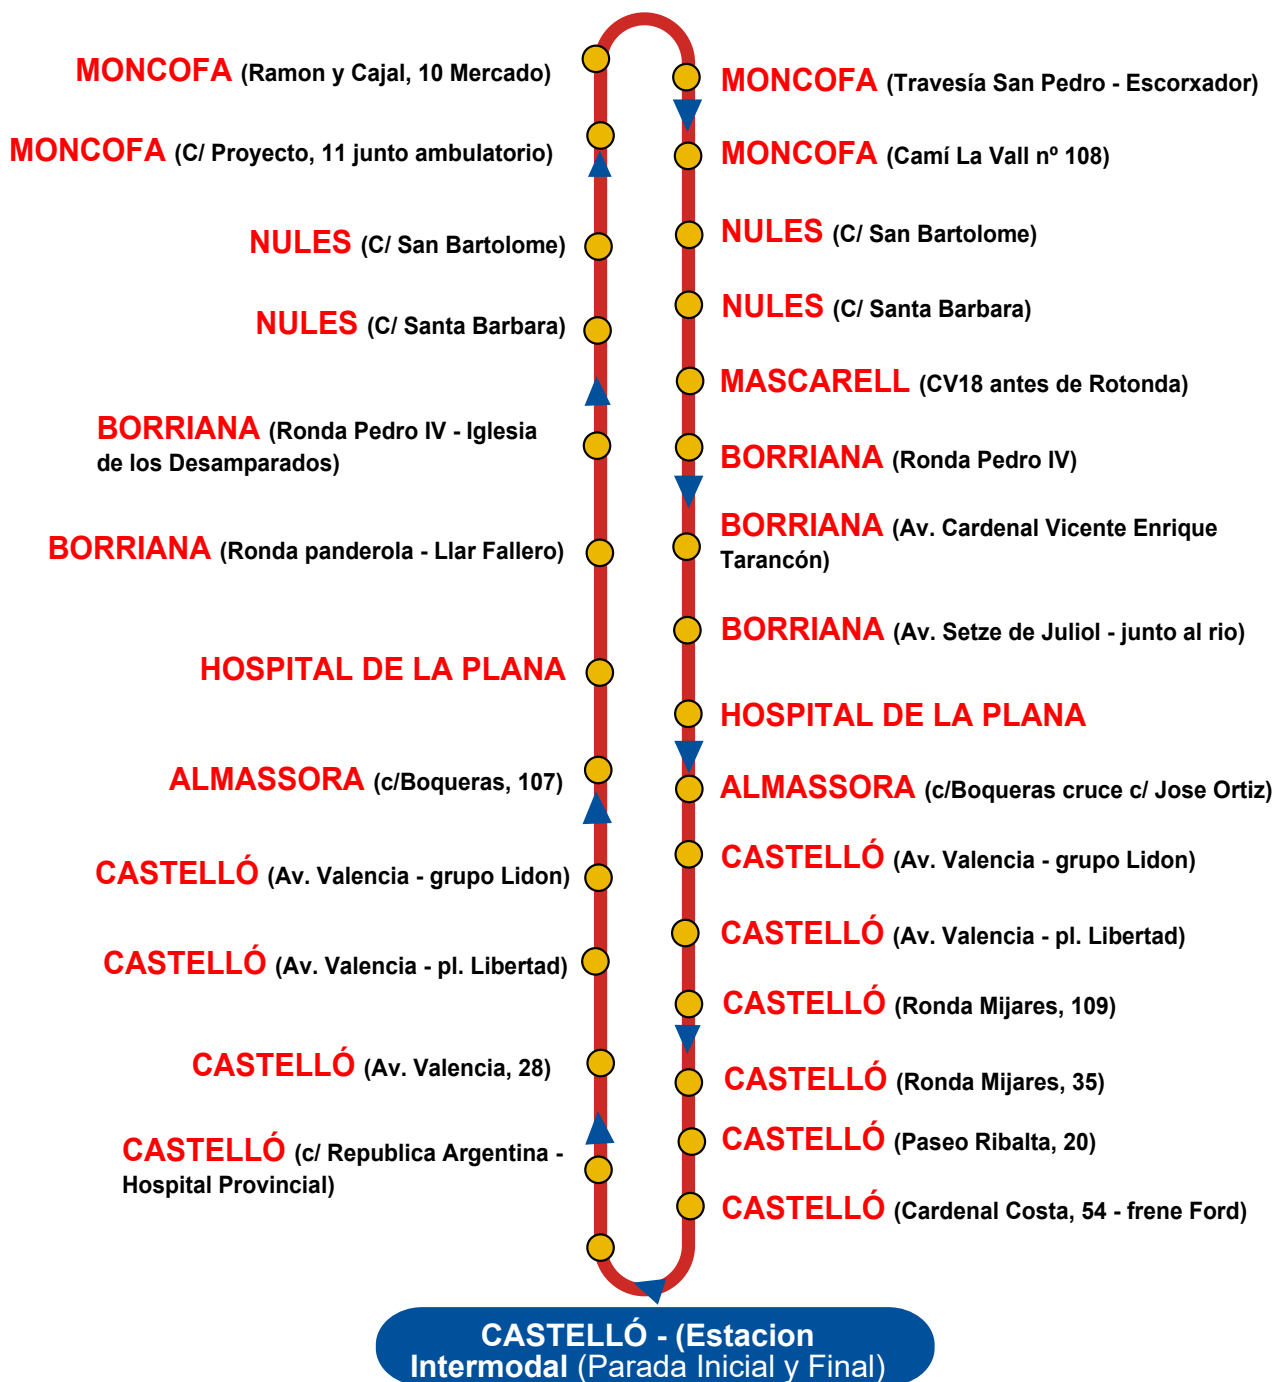 MONCOFA (Ramon y Cajal, 10 Mercado)
MONCOFA (C/ Proyecto, 11 junto ambulatorio)
NULES (C/ San Bartolome)
NULES (C/ Santa Barbara)
BORRIANA (Ronda Pedro IV - Iglesia
de los Desamparados)
BORRIANA (Ronda panderola - Llar Fallero)
HOSPITAL DE LA PLANA
ALMASSORA (c/Boqueras, 107)
CASTELLÓ (Av. Valencia - grupo Lidon)
CASTELLÓ (Av. Valencia - pl. Libertad)
CASTELLÓ (Av. Valencia, 28)
CASTELLÓ (c/ Republica Argentina -
Hospital Provincial)
MONCOFA (Travesía San Pedro - Escorxador)
MONCOFA (Camí La Vall nº 108)
NULES (C/ San Bartolome)
NULES (C/ Santa Barbara)
MASCARELL (CV18 antes de Rotonda)
BORRIANA (Ronda Pedro IV)
BORRIANA (Av. Cardenal Vicente Enrique
Tarancón)
BORRIANA (Av. Setze de Juliol - junto al rio)
HOSPITAL DE LA PLANA
ALMASSORA (c/Boqueras cruce c/ Jose Ortiz)
CASTELLÓ (Av. Valencia - grupo Lidon)
CASTELLÓ (Av. Valencia - pl. Libertad)
CASTELLÓ (Ronda Mijares, 109)
CASTELLÓ (Ronda Mijares, 35)
CASTELLÓ (Paseo Ribalta, 20)
CASTELLÓ (Cardenal Costa, 54 - frene Ford)
CASTELLÓ - (Estacion
Intermodal (Parada Inicial y Final)